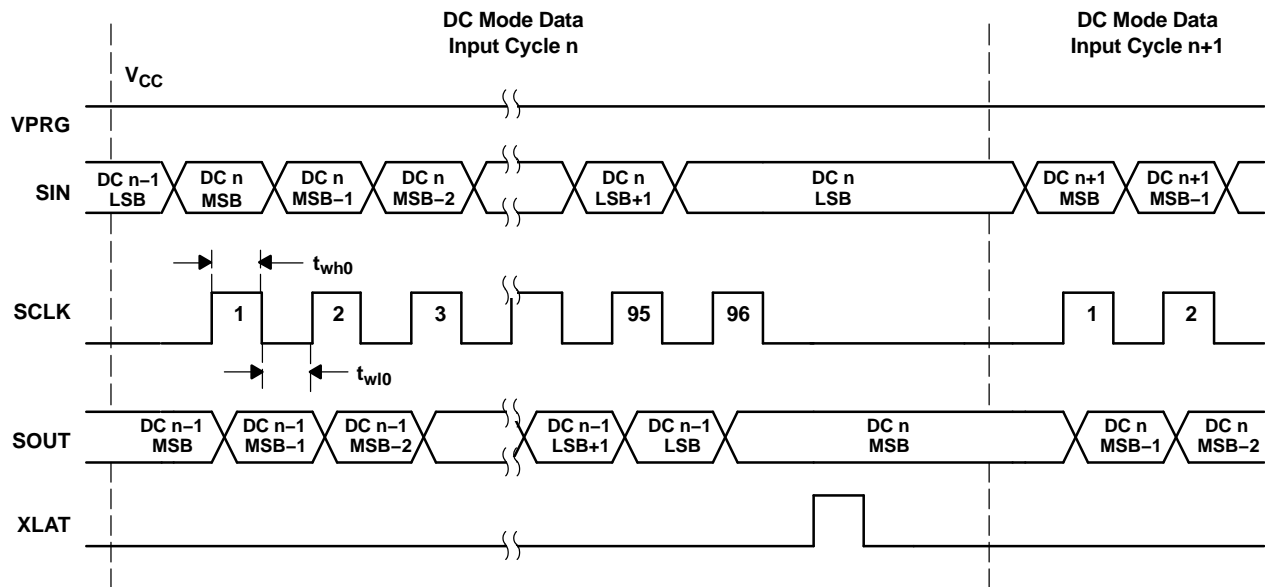 DC Mode Data
Input Cycle n
DC Mode Data
Input Cycle n+1
VCC
VPRG
SIN
DC n−1
LSB
DC n
MSB
DC n
MSB-1
DC n
MSB-2
DC n
LSB+1
DC n
LSB
DC n+1
MSB
DC n+1
MSB-1
twh0
SCLK
1
2
3
95
96
1
2
twl0
SOUT
DC n−1
MSB
DC n−1
MSB-1
DC n−1
MSB-2
DC n−1
LSB+1
DC n−1
LSB
DC n
MSB
DC n
MSB-1
DC n
MSB-2
XLAT